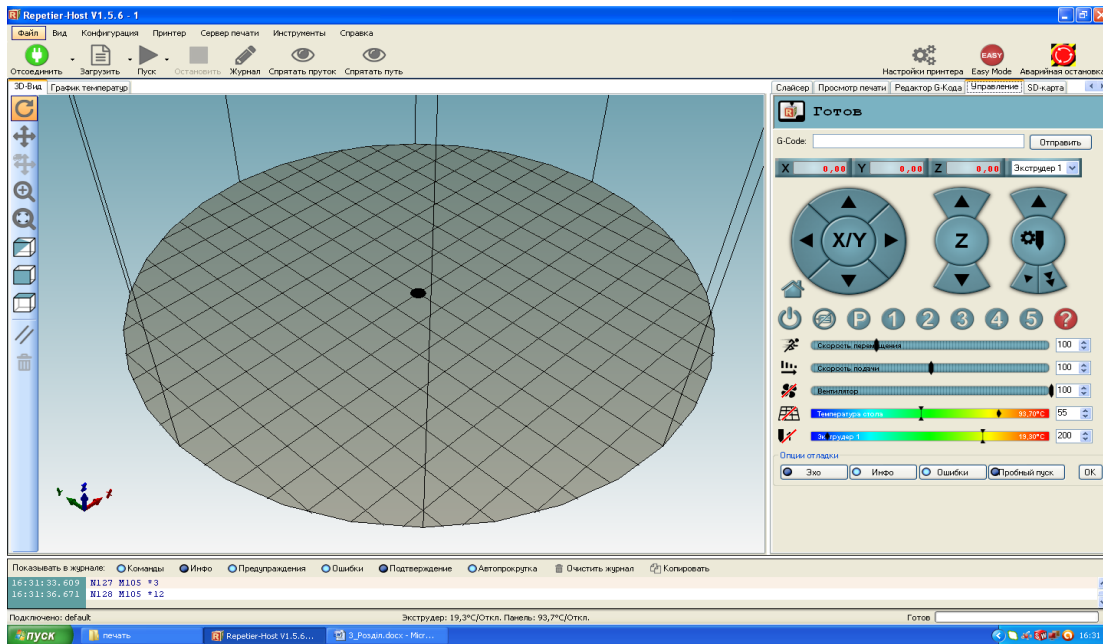 Repetier-Host V1.5.6 - 1
Файл Вид Конфигурация Принтер Сервер печати Инструменты Справка
Отсоединить Загрузить Пуск Остановить Журнал Спрятать пруток Спрятать путь Настройки принтера EASY Easy Mode Аварийная остановка
3D-Вид График температур
Слайсер Просмотр печати Редактор G-Кода Управление SD-карта
Готов
G-Code: Отправить
X 0,00 Y 0,00 Z 0,00 Экструдер 1
X/Y Z
P 1 2 3 4 5 ?
Скорость перемещения 100
Скорость подачи 100
Вентилятор 100
Температура стола 93,70°C 55
Экструдер 1 19,30°C 200
Опции отладки
Эхо Инфо Ошибки Пробный пуск OK
Y Z X
Показывать в журнале: Команды Инфо Предупраждения Ошибки Подтверждение Автопрокрутка Очистить журнал Копировать
16:31:33.609 N127 M105 *3
16:31:36.671 N128 M105 *12
Подключено: default Экструдер: 19,3°C/Откл. Панель: 93,7°C/Откл. Готов
пуск печать Repetier-Host V1.5.6... 3_Розділ.docx - Micr... 16:31